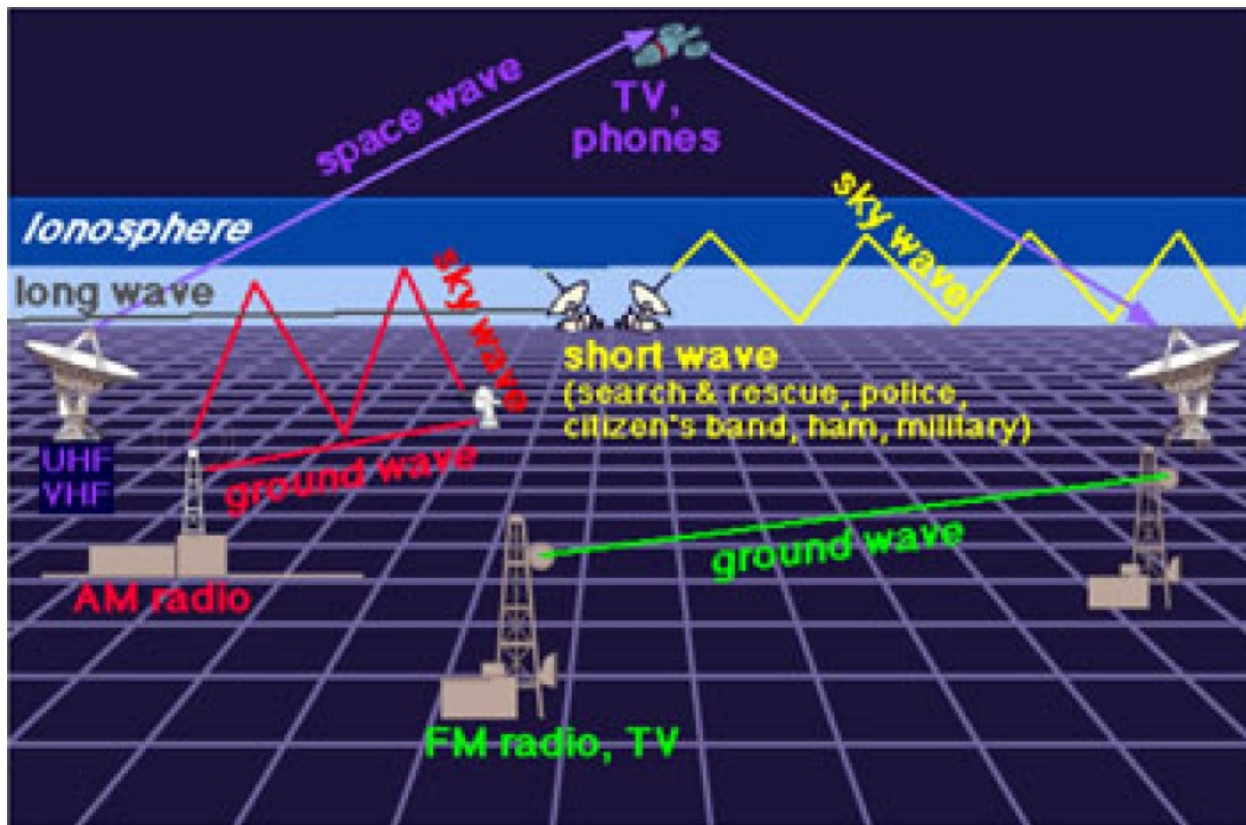 space wave
TV,
phones
Ionosphere
sky wave
long wave
sky wave
short wave
(search & rescue, police,
citizen's band, ham, military)
UHF
VHF
ground wave
ground wave
AM radio
FM radio, TV